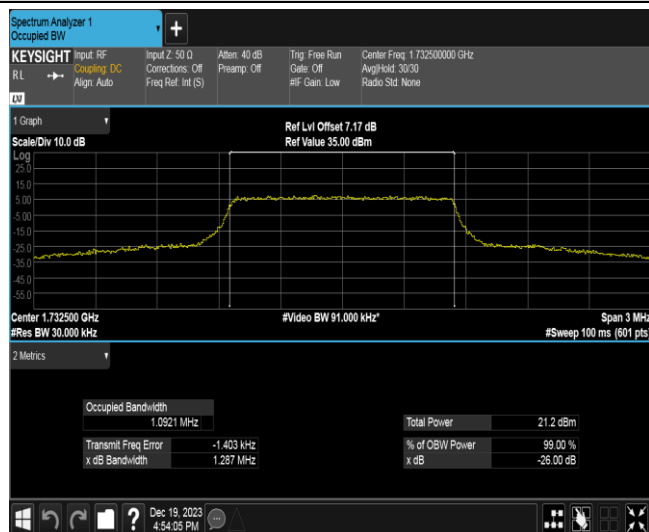 Spectrum Analyzer 1
Occupied BW
KEYSIGHT
RL
LXI
Input: RF
Coupling: DC
Align: Auto
Input Z: 50 Ω
Corrections: Off
Freq Ref: Int (S)
Atten: 40 dB
Preamp: Off
Trig: Free Run
Gate: Off
#IF Gain: Low
Center Freq: 1.732500000 GHz
Avg|Hold: 30/30
Radio Std: None
1 Graph
Scale/Div 10.0 dB
Ref Lvl Offset 7.17 dB
Ref Value 35.00 dBm
Log
25.0
15.0
5.00
-5.00
-15.0
-25.0
-35.0
-45.0
-55.0
Center 1.732500 GHz
#Res BW 30.000 kHz
#Video BW 91.000 kHz*
Span 3 MHz
#Sweep 100 ms (601 pts)
2 Metrics
Occupied Bandwidth
1.0921 MHz
Transmit Freq Error -1.403 kHz
x dB Bandwidth 1.287 MHz
Total Power 21.2 dBm
% of OBW Power 99.00 %
x dB -26.00 dB
?
Dec 19, 2023
4:54:05 PM